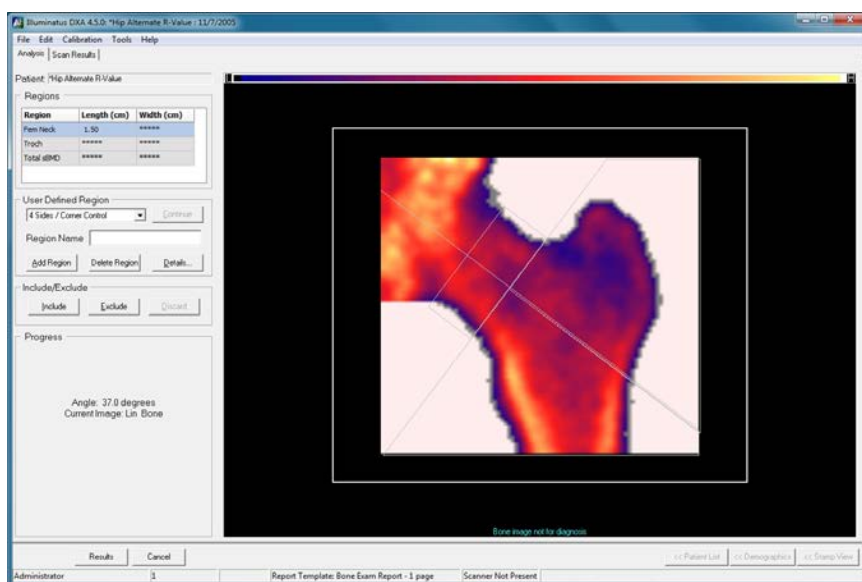 Illuminatus DXA 4.5.0: *Hip Alternate R-Value : 11/7/2005
File Edit Calibration Tools Help
Analysis Scan Results
Patient: *Hip Alternate R-Value
Regions
Region Length (cm) Width (cm)
Fem Neck 1.50 *****
Troch ***** *****
Total sBMD ***** *****
User Defined Region
4 Sides / Corner Control Continue
Region Name
Add Region Delete Region Details...
Include/Exclude
Include Exclude Discard
Progress
Angle: 37.0 degrees
Current Image: Lin Bone
Bone image not for diagnosis
Results Cancel << Patient List << Demographics << Stamp View
Administrator 1 Report Template: Bone Exam Report - 1 page Scanner Not Present